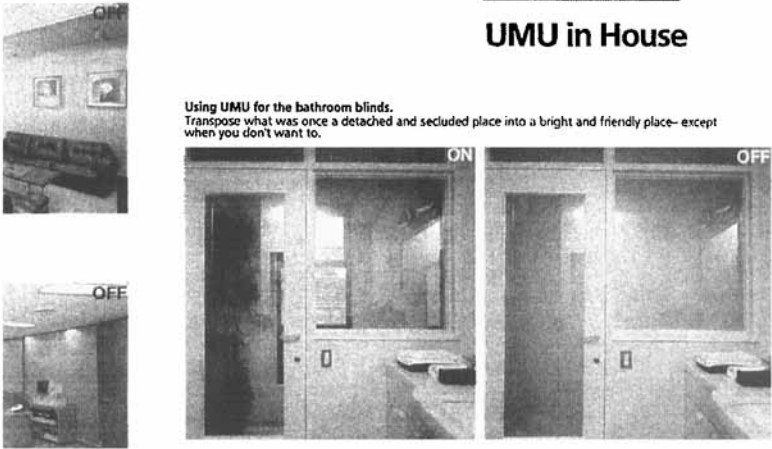 OFF
UMU in House
Using UMU for the bathroom blinds.
Transpose what was once a detached and secluded place into a bright and friendly place– except
when you don't want to.
ON
OFF
OFF